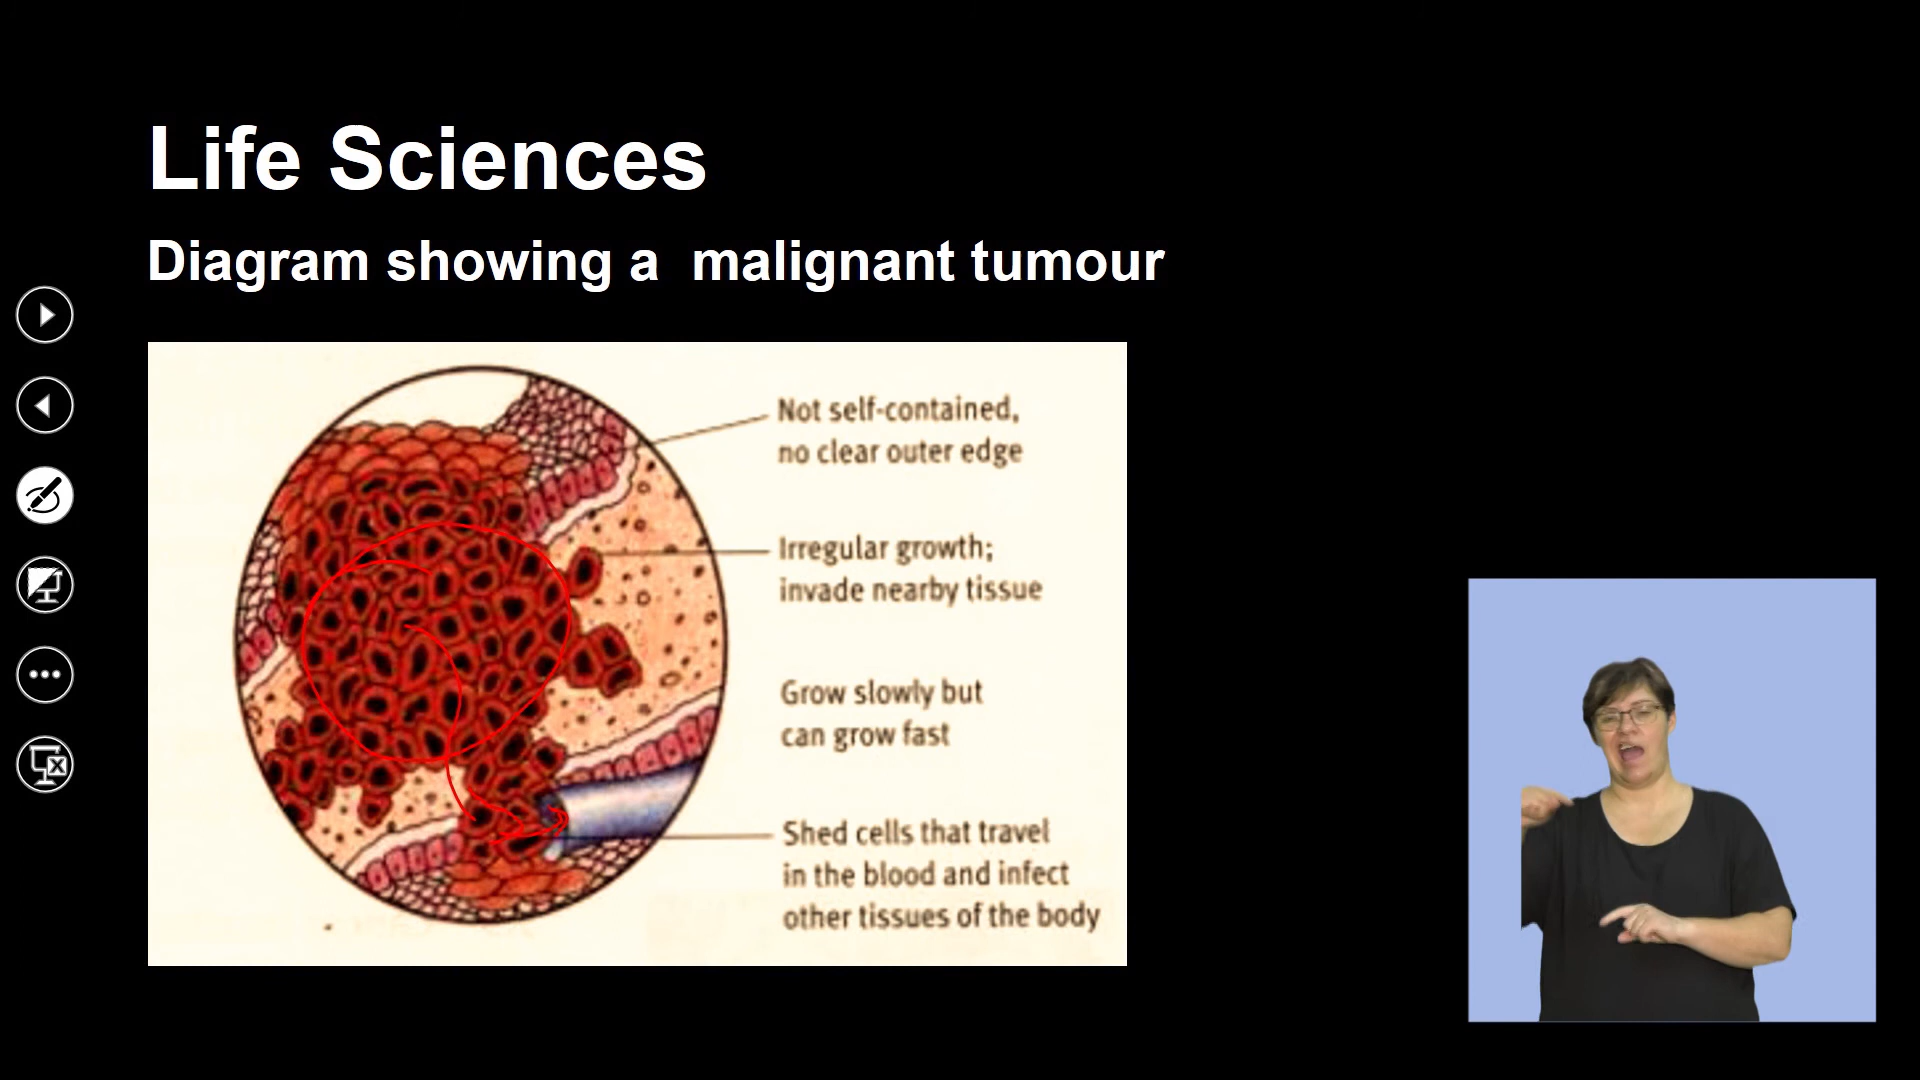 Life Sciences
Diagram showing a  malignant tumour
Not self-contained,
no clear outer edge
Irregular growth;
invade nearby tissue
Grow slowly but
can grow fast
Shed cells that travel
in the blood and infect
other tissues of the body